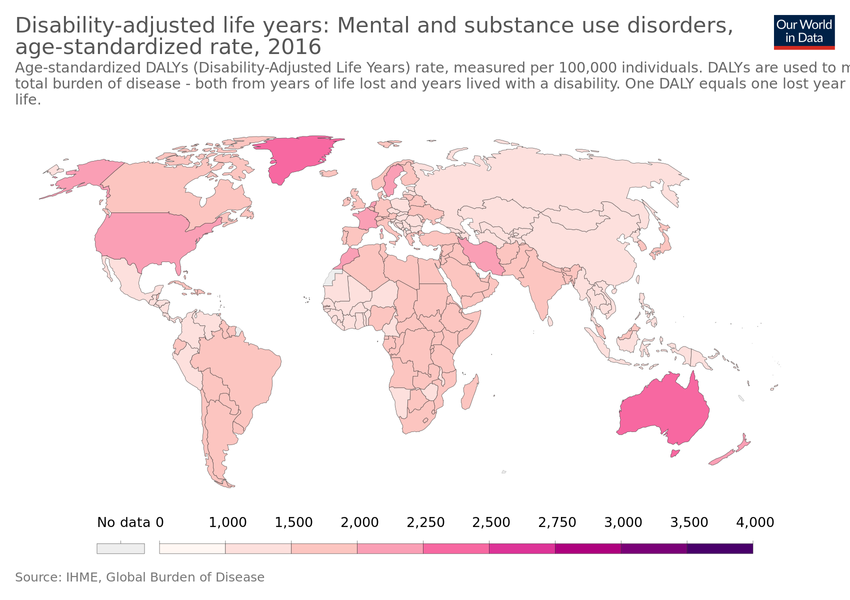 Disability-adjusted life years: Mental and substance use disorders,
age-standardized rate, 2016
Our World
in Data
Age-standardized DALYs (Disability-Adjusted Life Years) rate, measured per 100,000 individuals. DALYs are used to m
total burden of disease - both from years of life lost and years lived with a disability. One DALY equals one lost year
life.
No data 0 1,000 1,500 2,000 2,250 2,500 2,750 3,000 3,500 4,000
Source: IHME, Global Burden of Disease